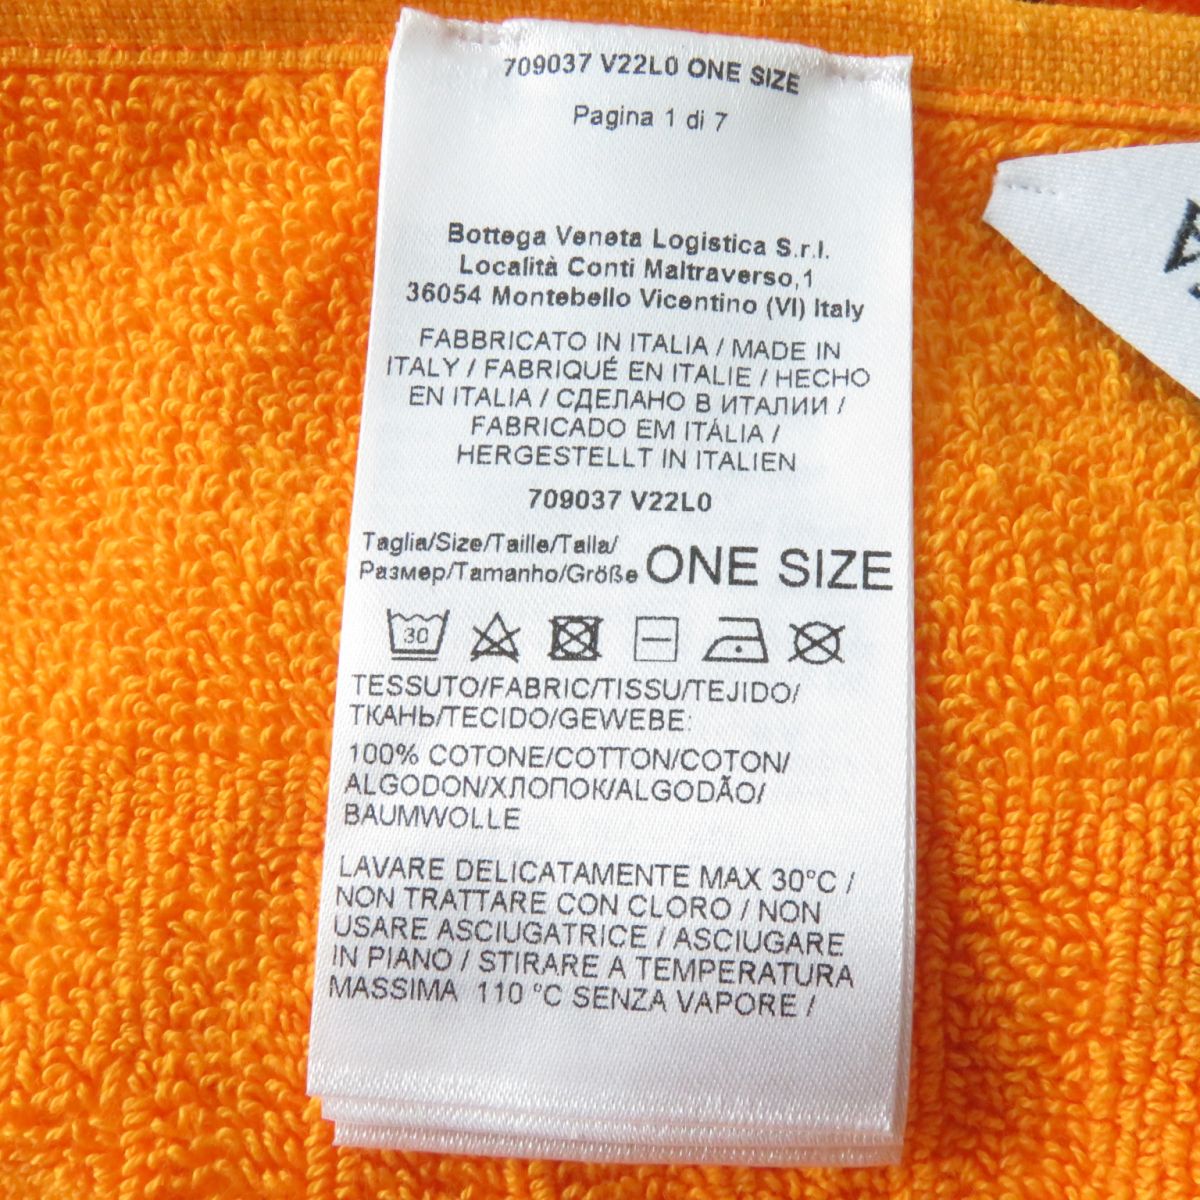 709037 V22L0 ONE SIZE
Pagina 1 di 7
Bottega Veneta Logistica S.r.l.
Località Conti Maltraverso,1
36054 Montebello Vicentino (VI) Italy
FABBRICATO IN ITALIA / MADE IN
ITALY / FABRIQUÉ EN ITALIE / HECHO
EN ITALIA / СДЕЛАНО В ИТАЛИИ /
FABRICADO EM ITÁLIA /
HERGESTELLT IN ITALIEN
709037 V22L0
Taglia/Size/Taille/Talla/
Размер/Tamanho/Größe ONE SIZE
30
TESSUTO/FABRIC/TISSU/TEJIDO/
ТКАНЬ/TECIDO/GEWEBE:
100% COTONE/COTTON/COTON/
ALGODON/ХЛОПОК/ALGODÃO/
BAUMWOLLE
LAVARE DELICATAMENTE MAX 30°C /
NON TRATTARE CON CLORO / NON
USARE ASCIUGATRICE / ASCIUGARE
IN PIANO / STIRARE A TEMPERATURA
MASSIMA 110 °C SENZA VAPORE /